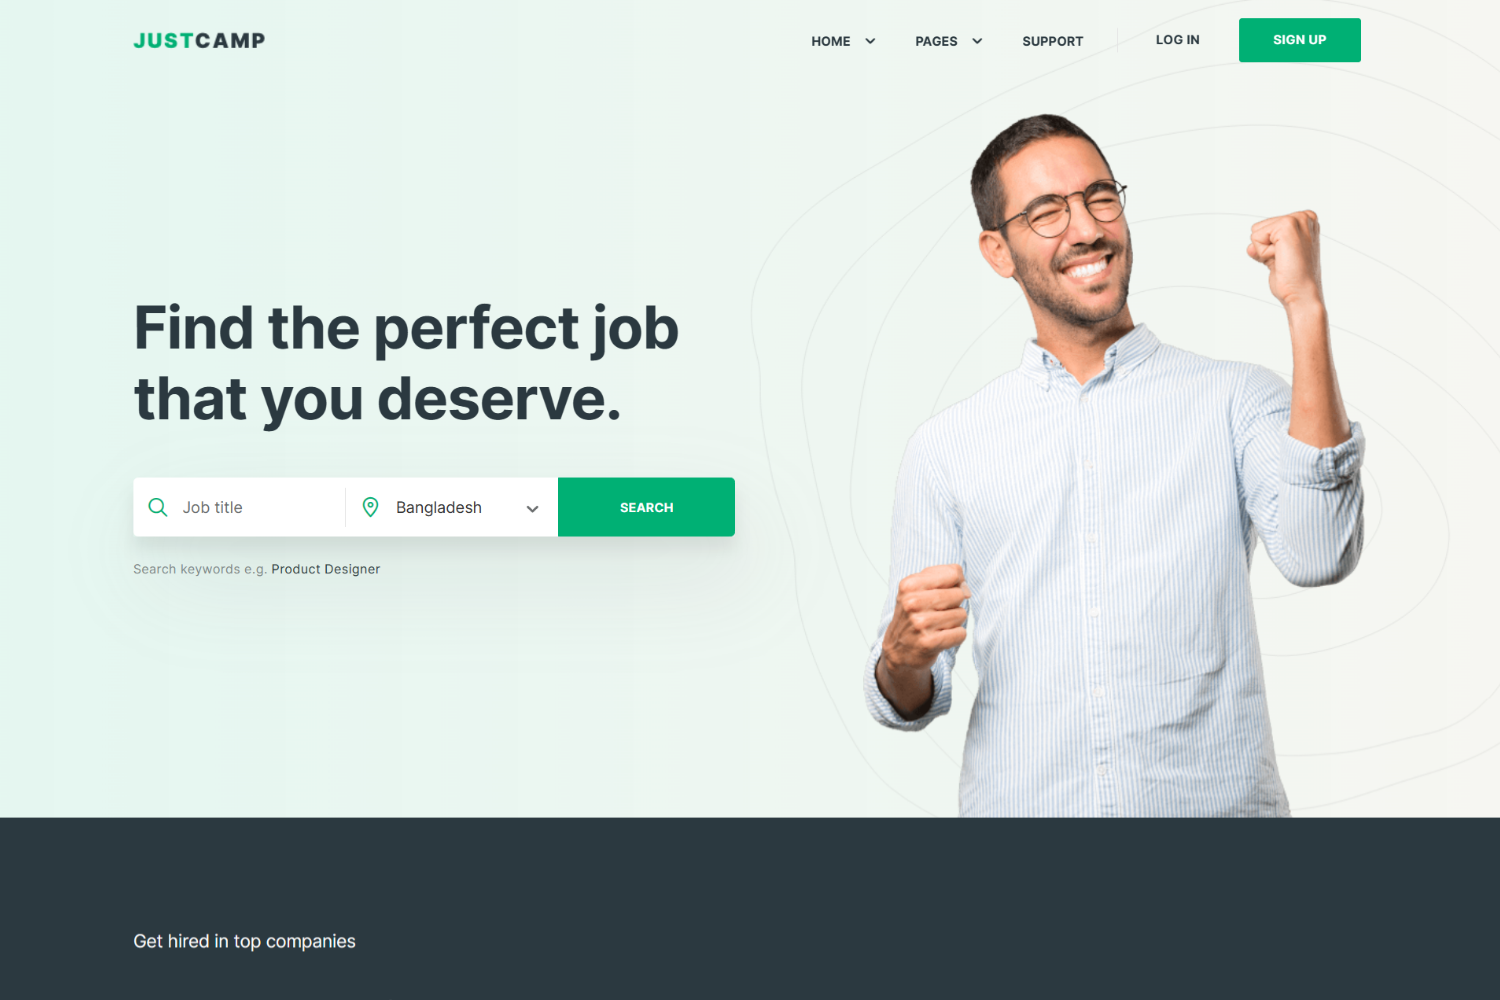 JUSTCAMP
HOME PAGES SUPPORT LOG IN SIGN UP
Find the perfect job
that you deserve.
Job title Bangladesh SEARCH
Search keywords e.g. Product Designer
Get hired in top companies